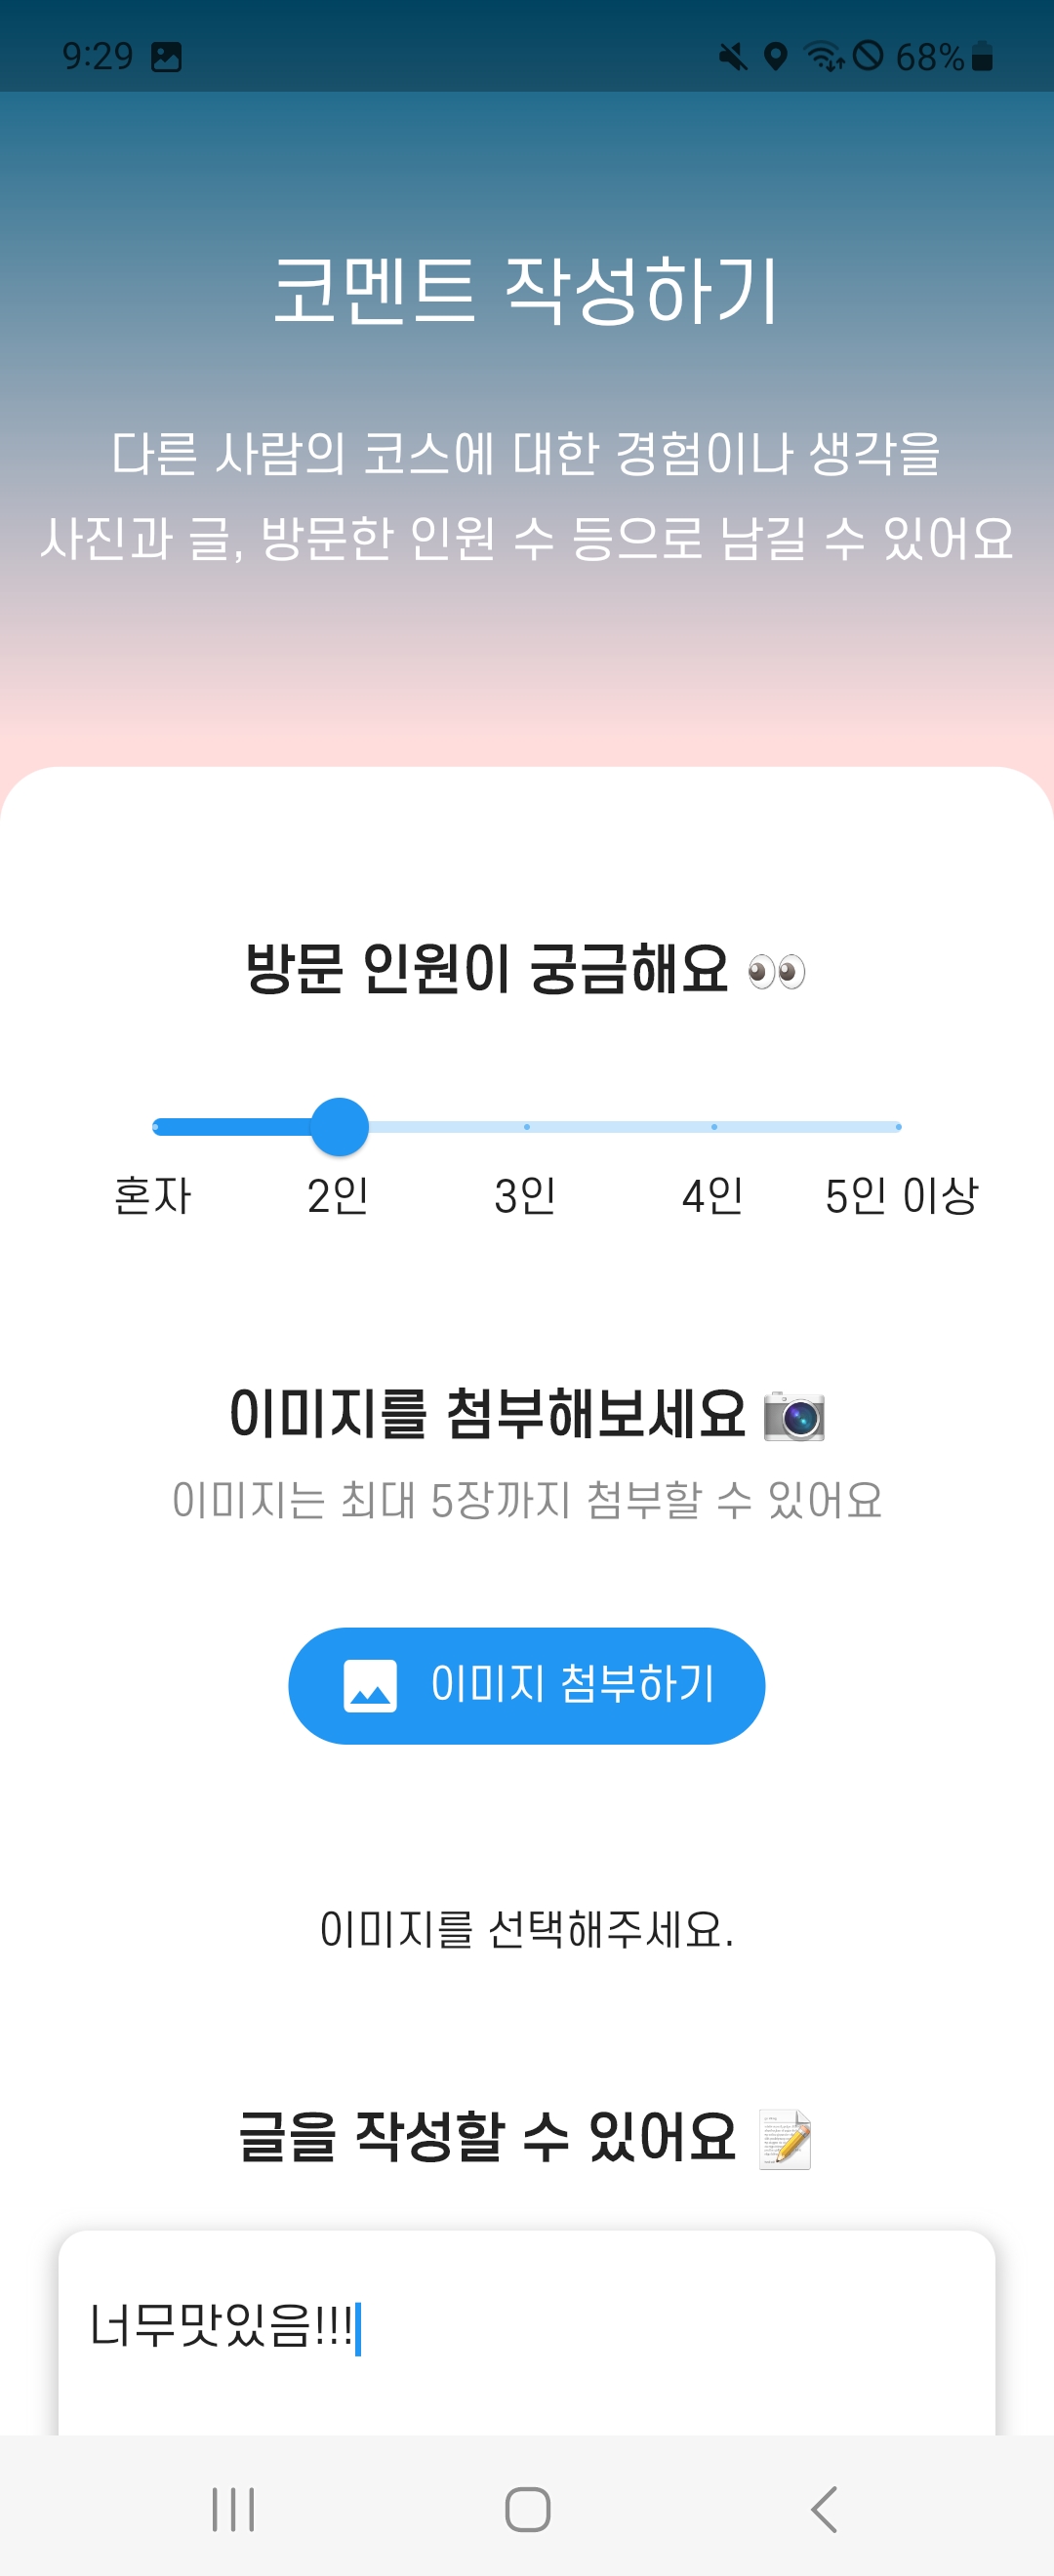 9:29
68%
코멘트 작성하기
다른 사람의 코스에 대한 경험이나 생각을
사진과 글, 방문한 인원 수 등으로 남길 수 있어요
방문 인원이 궁금해요 👀
혼자 2인 3인 4인 5인 이상
이미지를 첨부해보세요 📷
이미지는 최대 5장까지 첨부할 수 있어요
이미지 첨부하기
이미지를 선택해주세요.
글을 작성할 수 있어요 📝
너무맛있음!!!